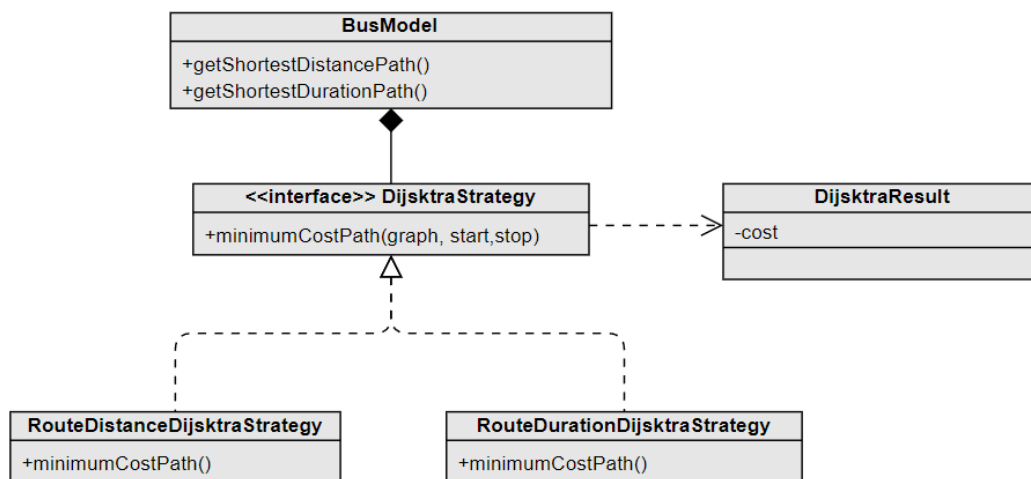 BusModel
+getShortestDistancePath()
+getShortestDurationPath()
<<interface>> DijsktraStrategy
+minimumCostPath(graph, start,stop)
DijsktraResult
-cost
RouteDistanceDijsktraStrategy
+minimumCostPath()
RouteDurationDijsktraStrategy
+minimumCostPath()